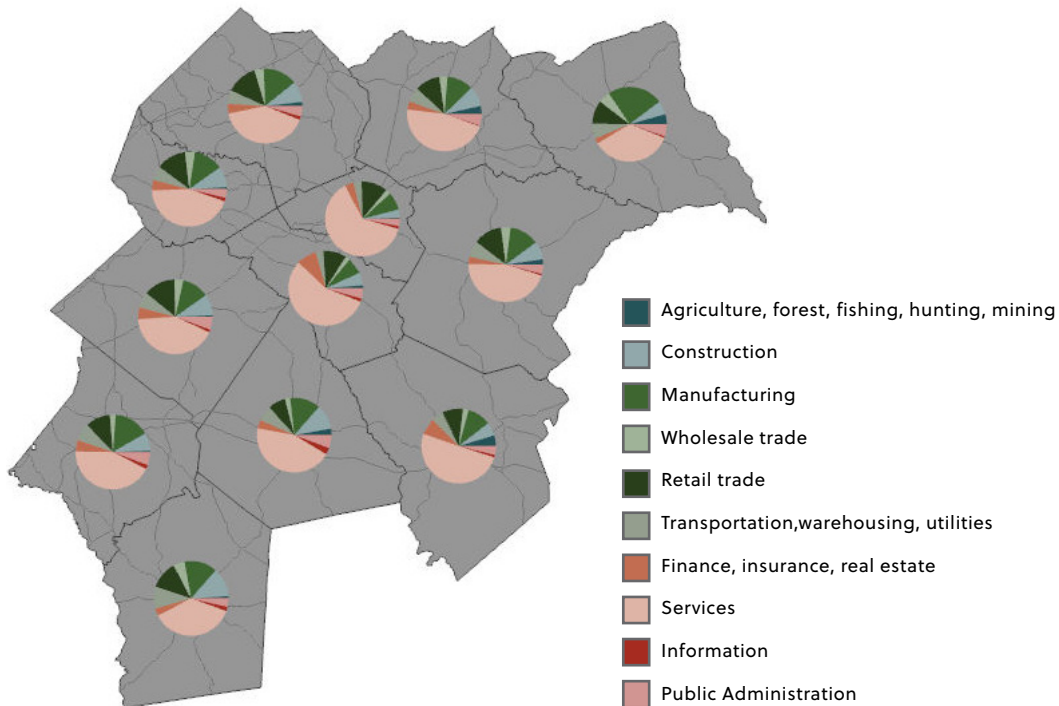 Agriculture, forest, fishing, hunting, mining
Construction
Manufacturing
Wholesale trade
Retail trade
Transportation,warehousing, utilities
Finance, insurance, real estate
Services
Information
Public Administration